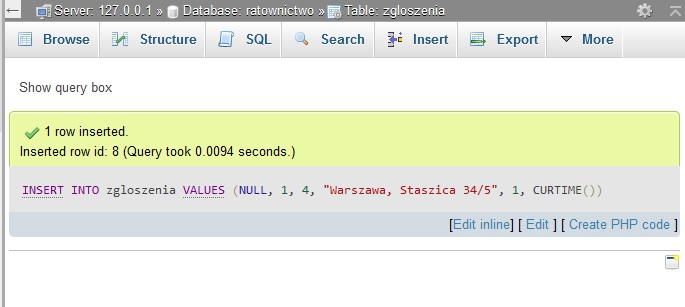 Server: 127.0.0.1 » Database: ratownictwo » Table: zgloszenia
Browse Structure SQL Search Insert Export More
Show query box
1 row inserted.
Inserted row id: 8 (Query took 0.0094 seconds.)
INSERT INTO zgloszenia VALUES (NULL, 1, 4, "Warszawa, Staszica 34/5", 1, CURTIME())
[Edit inline] [ Edit ] [ Create PHP code ]